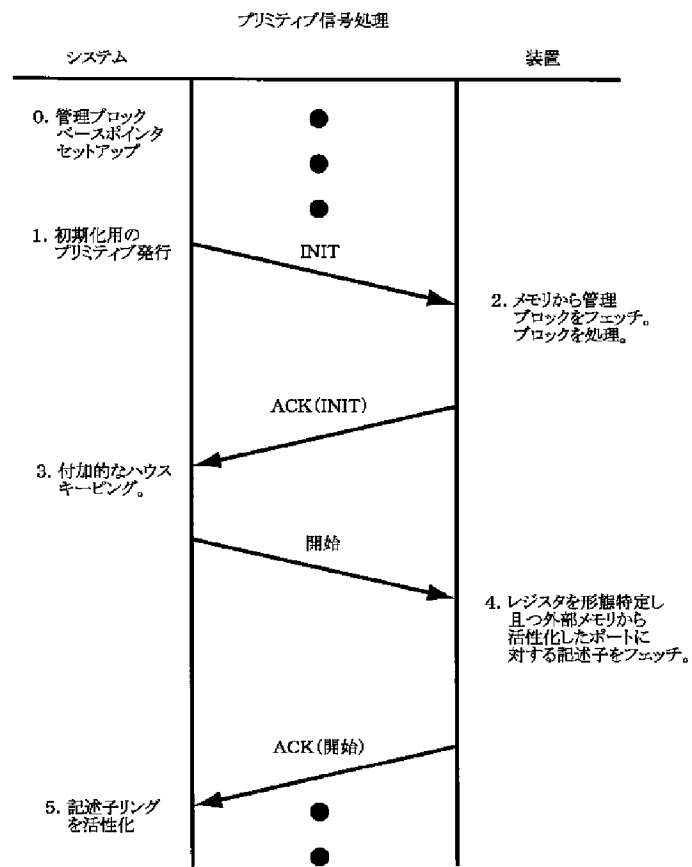 プリミティブ信号処理
システム
装置
0. 管理ブロック
ベースポインタ
セットアップ
1. 初期化用の
プリミティブ発行
INIT
2. メモリから管理
ブロックをフェッチ。
ブロックを処理。
ACK(INIT)
3. 付加的なハウス
キーピング。
開始
4. レジスタを形態特定し
且つ外部メモリから
活性化したポートに
対する記述子をフェッチ。
ACK(開始)
5. 記述子リング
を活性化